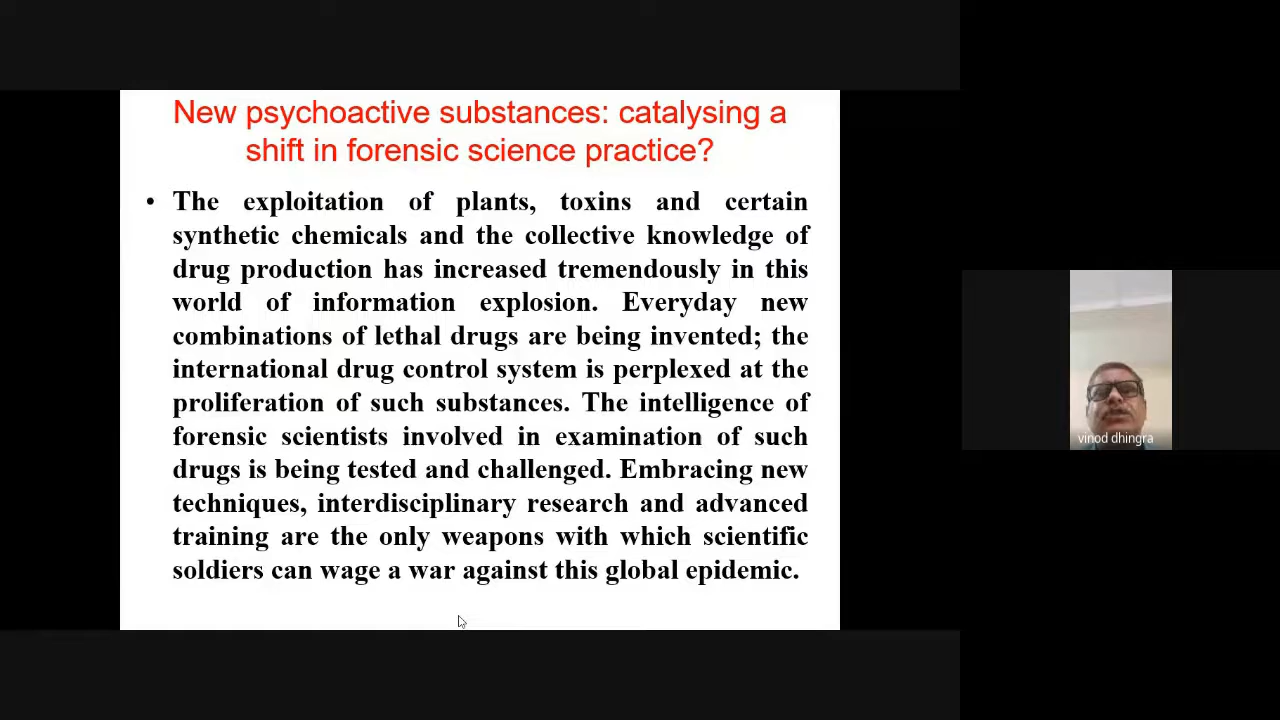 New psychoactive substances: catalysing a
shift in forensic science practice?
• The exploitation of plants, toxins and certain
synthetic chemicals and the collective knowledge of
drug production has increased tremendously in this
world of information explosion. Everyday new
combinations of lethal drugs are being invented; the
international drug control system is perplexed at the
proliferation of such substances. The intelligence of
forensic scientists involved in examination of such
drugs is being tested and challenged. Embracing new
techniques, interdisciplinary research and advanced
training are the only weapons with which scientific
soldiers can wage a war against this global epidemic.
vinod dhingra